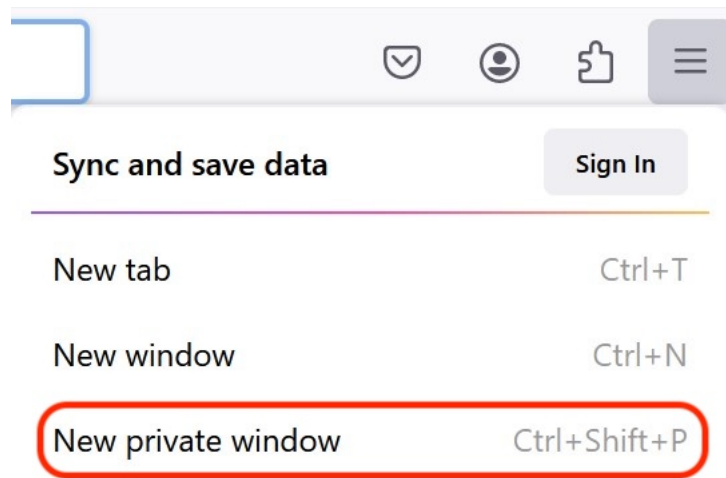 Sync and save data Sign In
New tab Ctrl+T
New window Ctrl+N
New private window Ctrl+Shift+P